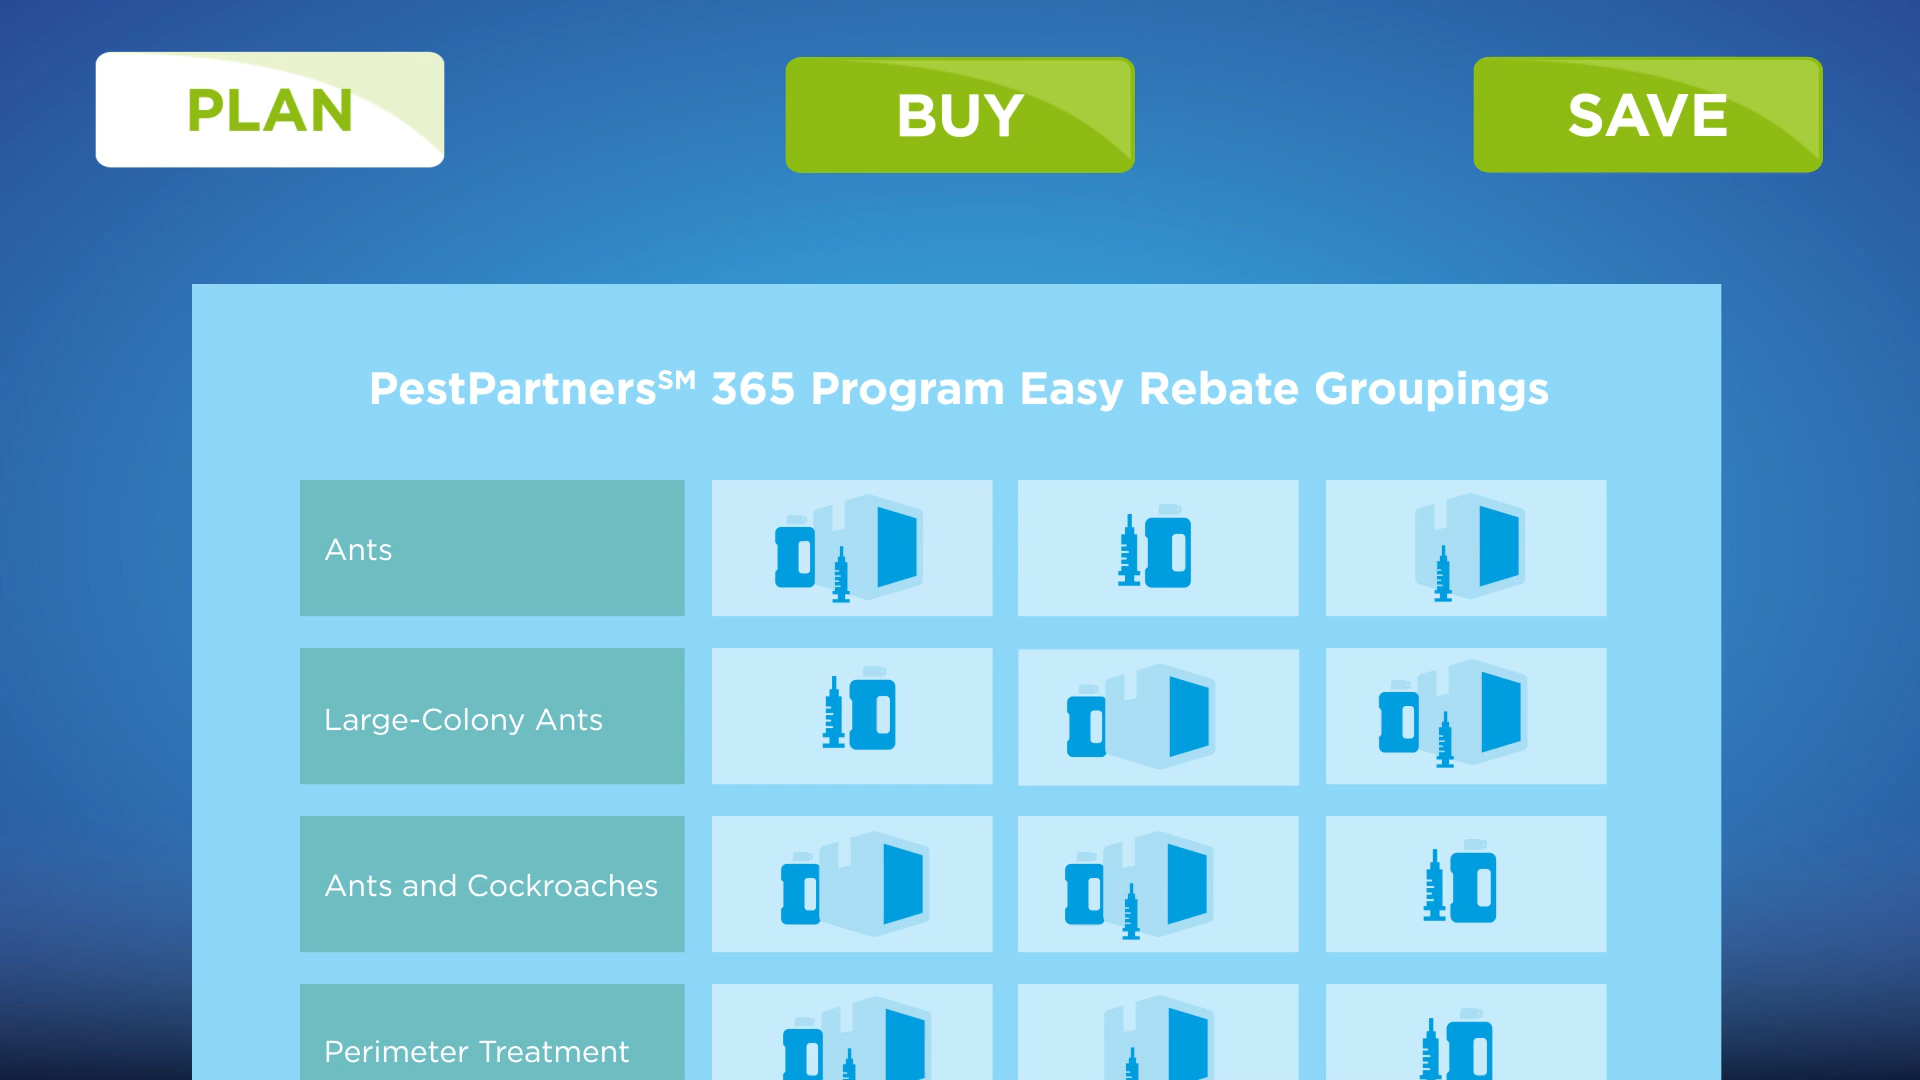 PLAN
BUY
SAVE
PestPartners℠ 365 Program Easy Rebate Groupings
Ants
Large-Colony Ants
Ants and Cockroaches
Perimeter Treatment